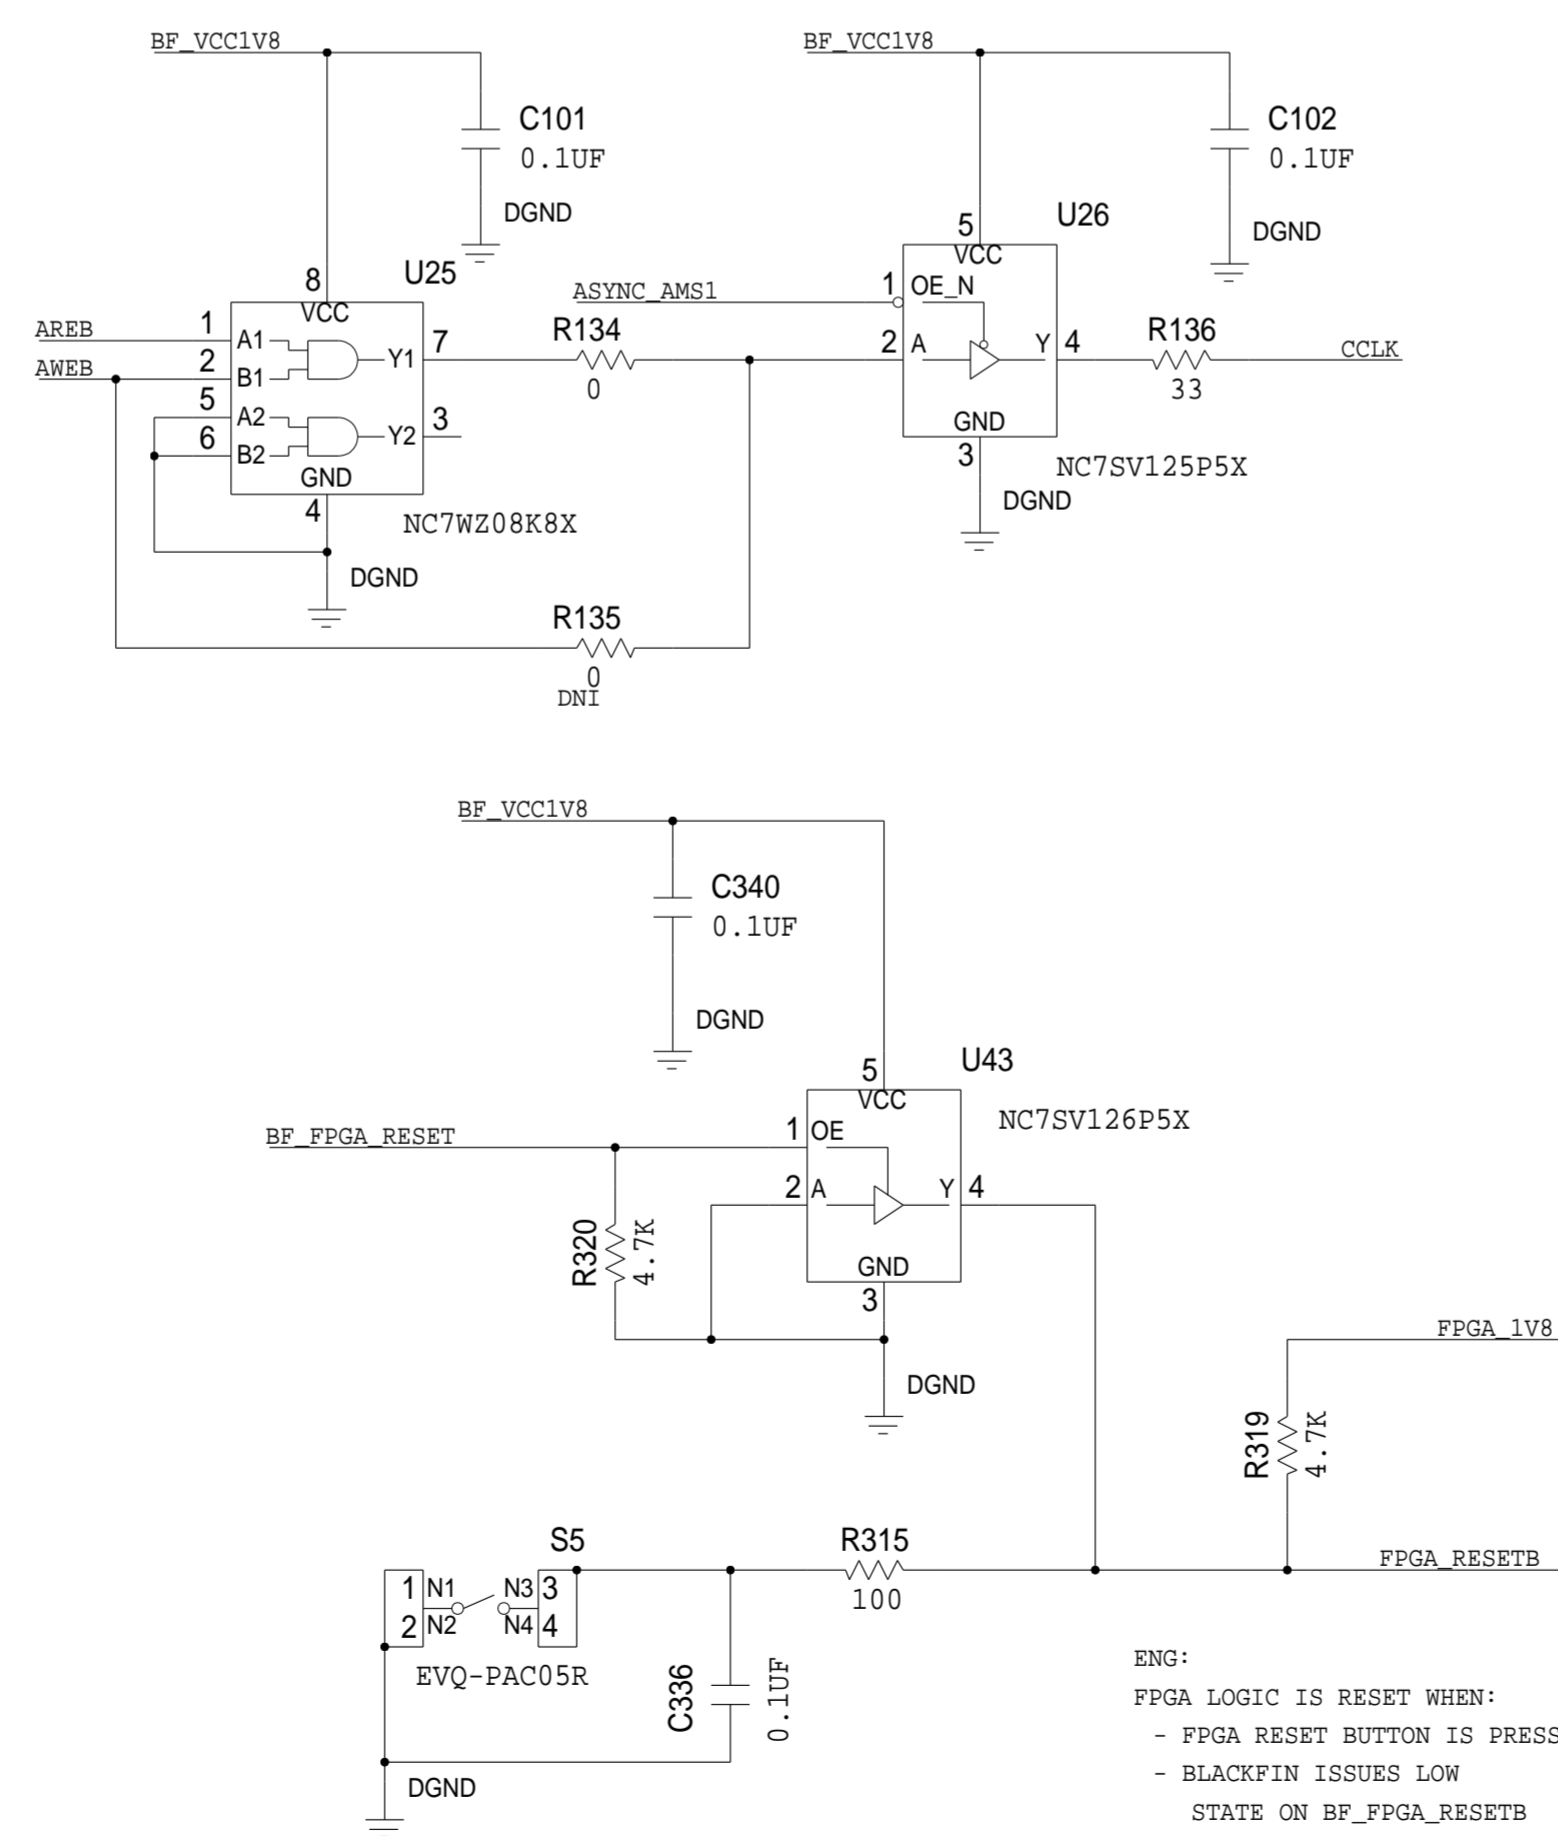 BF_VCC1V8
C101
0.1UF
DGND
8
VCC
U25
AREB
1
A1
AWEB
2
B1
5
A2
6
B2
Y1
7
Y2
3
GND
4
NC7WZ08K8X
DGND
R134
0
R135
0
DNI
BF_VCC1V8
C102
0.1UF
DGND
5
VCC
U26
ASYNC_AMS1
1
OE_N
2
A
Y
4
GND
3
NC7SV125P5X
DGND
R136
33
CCLK
BF_VCC1V8
C340
0.1UF
DGND
5
VCC
U43
NC7SV126P5X
BF_FPGA_RESET
1
OE
2
A
Y
4
GND
3
DGND
R320
4.7K
FPGA_1V8
R319
4.7K
FPGA_RESETB
S5
1
N1
N3
3
2
N2
N4
4
EVQ-PAC05R
R315
100
C336
0.1UF
DGND
ENG:
FPGA LOGIC IS RESET WHEN:
- FPGA RESET BUTTON IS PRESS
- BLACKFIN ISSUES LOW
STATE ON BF_FPGA_RESETB